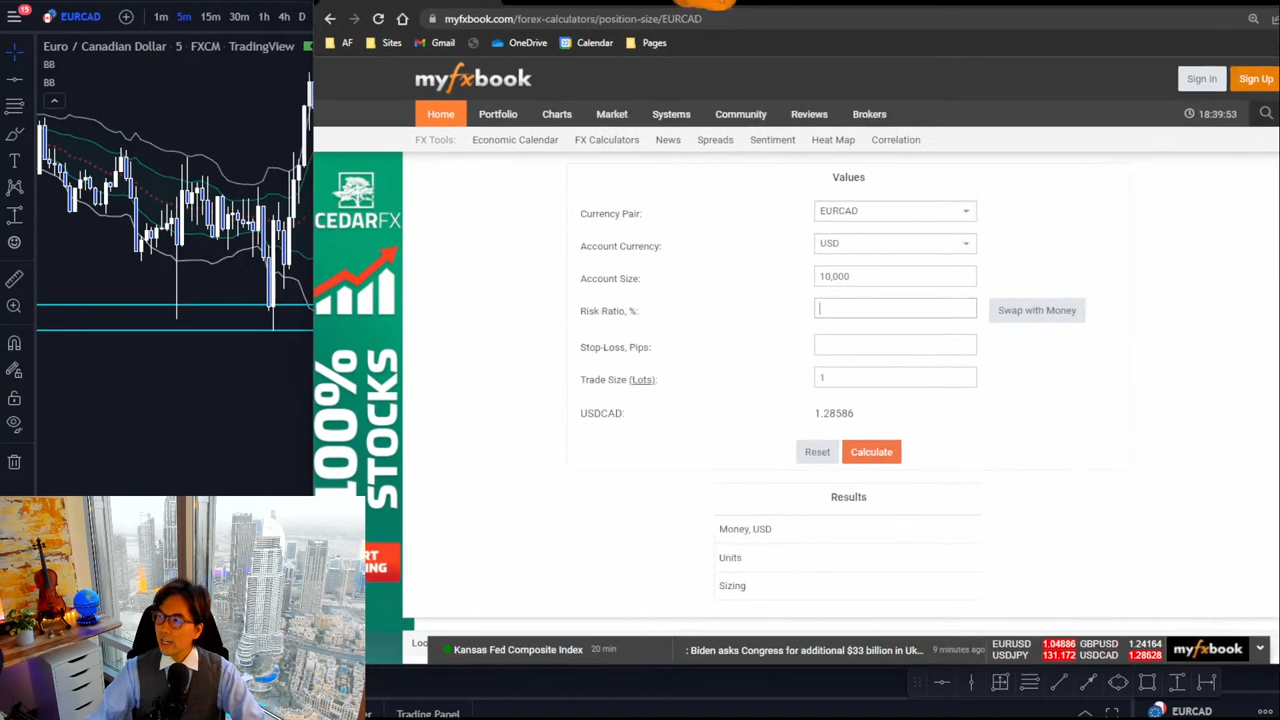 15
EURCAD
1m 5m 15m 30m 1h 4h D
Euro / Canadian Dollar · 5 · FXCM · TradingView
BB
BB
myfxbook.com/forex-calculators/position-size/EURCAD
AF Sites Gmail OneDrive Calendar Pages
myfxbook
Sign In Sign Up
Home Portfolio Charts Market Systems Community Reviews Brokers 18:39:53
FX Tools: Economic Calendar FX Calculators News Spreads Sentiment Heat Map Correlation
CEDARFX
100% STOCKS
Values
Currency Pair: EURCAD
Account Currency: USD
Account Size: 10,000
Risk Ratio, %: Swap with Money
Stop-Loss, Pips:
Trade Size (Lots): 1
USDCAD: 1.28586
Reset Calculate
Results
Money, USD
Units
Sizing
Kansas Fed Composite Index 20 min : Biden asks Congress for additional $33 billion in Uk... 9 minutes ago
EURUSD 1.04886 GBPUSD 1.24164
USDJPY 131.172 USDCAD 1.28628
myfxbook
Trading Panel
EURCAD